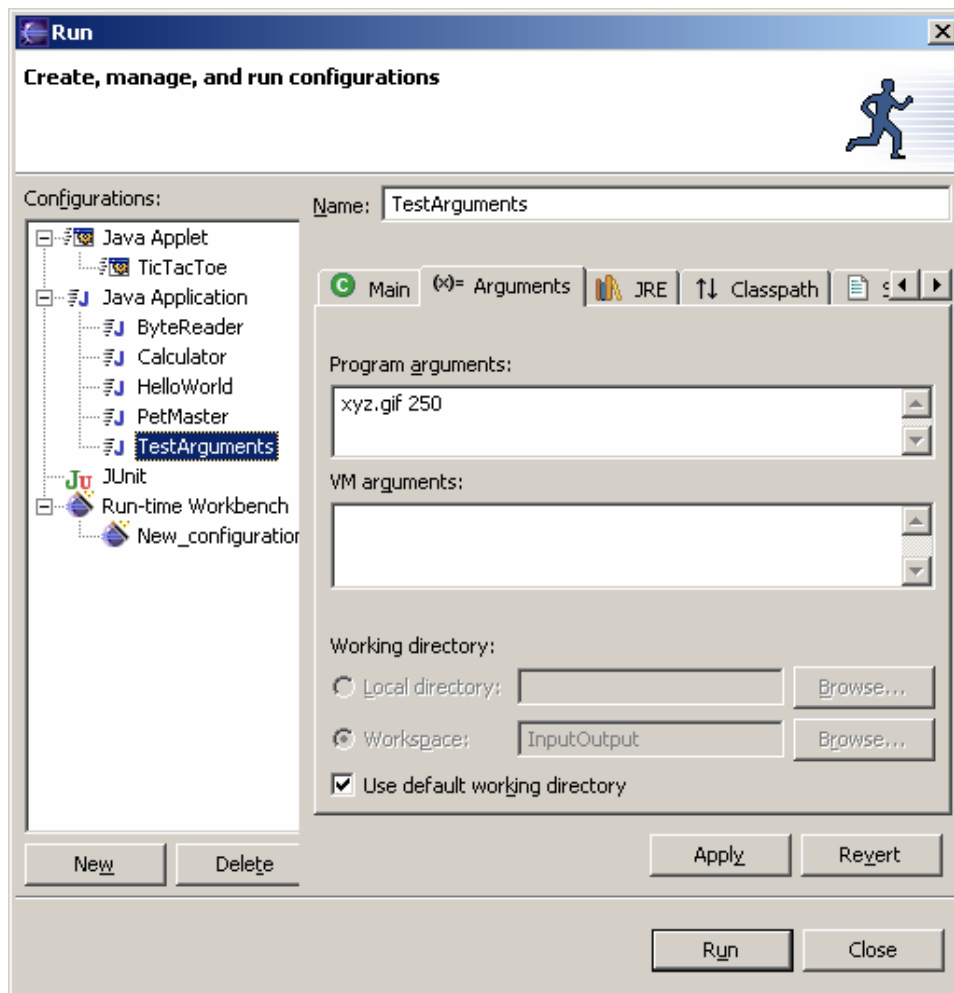 Run
Create, manage, and run configurations
Configurations:
Java Applet
TicTacToe
Java Application
ByteReader
Calculator
HelloWorld
PetMaster
TestArguments
JUnit
Run-time Workbench
New_configuration
New
Delete
Name: TestArguments
Main (x)= Arguments JRE Classpath
Program arguments:
xyz.gif 250
VM arguments:
Working directory:
Local directory: Browse...
Workspace: InputOutput Browse...
Use default working directory
Apply Revert
Run Close